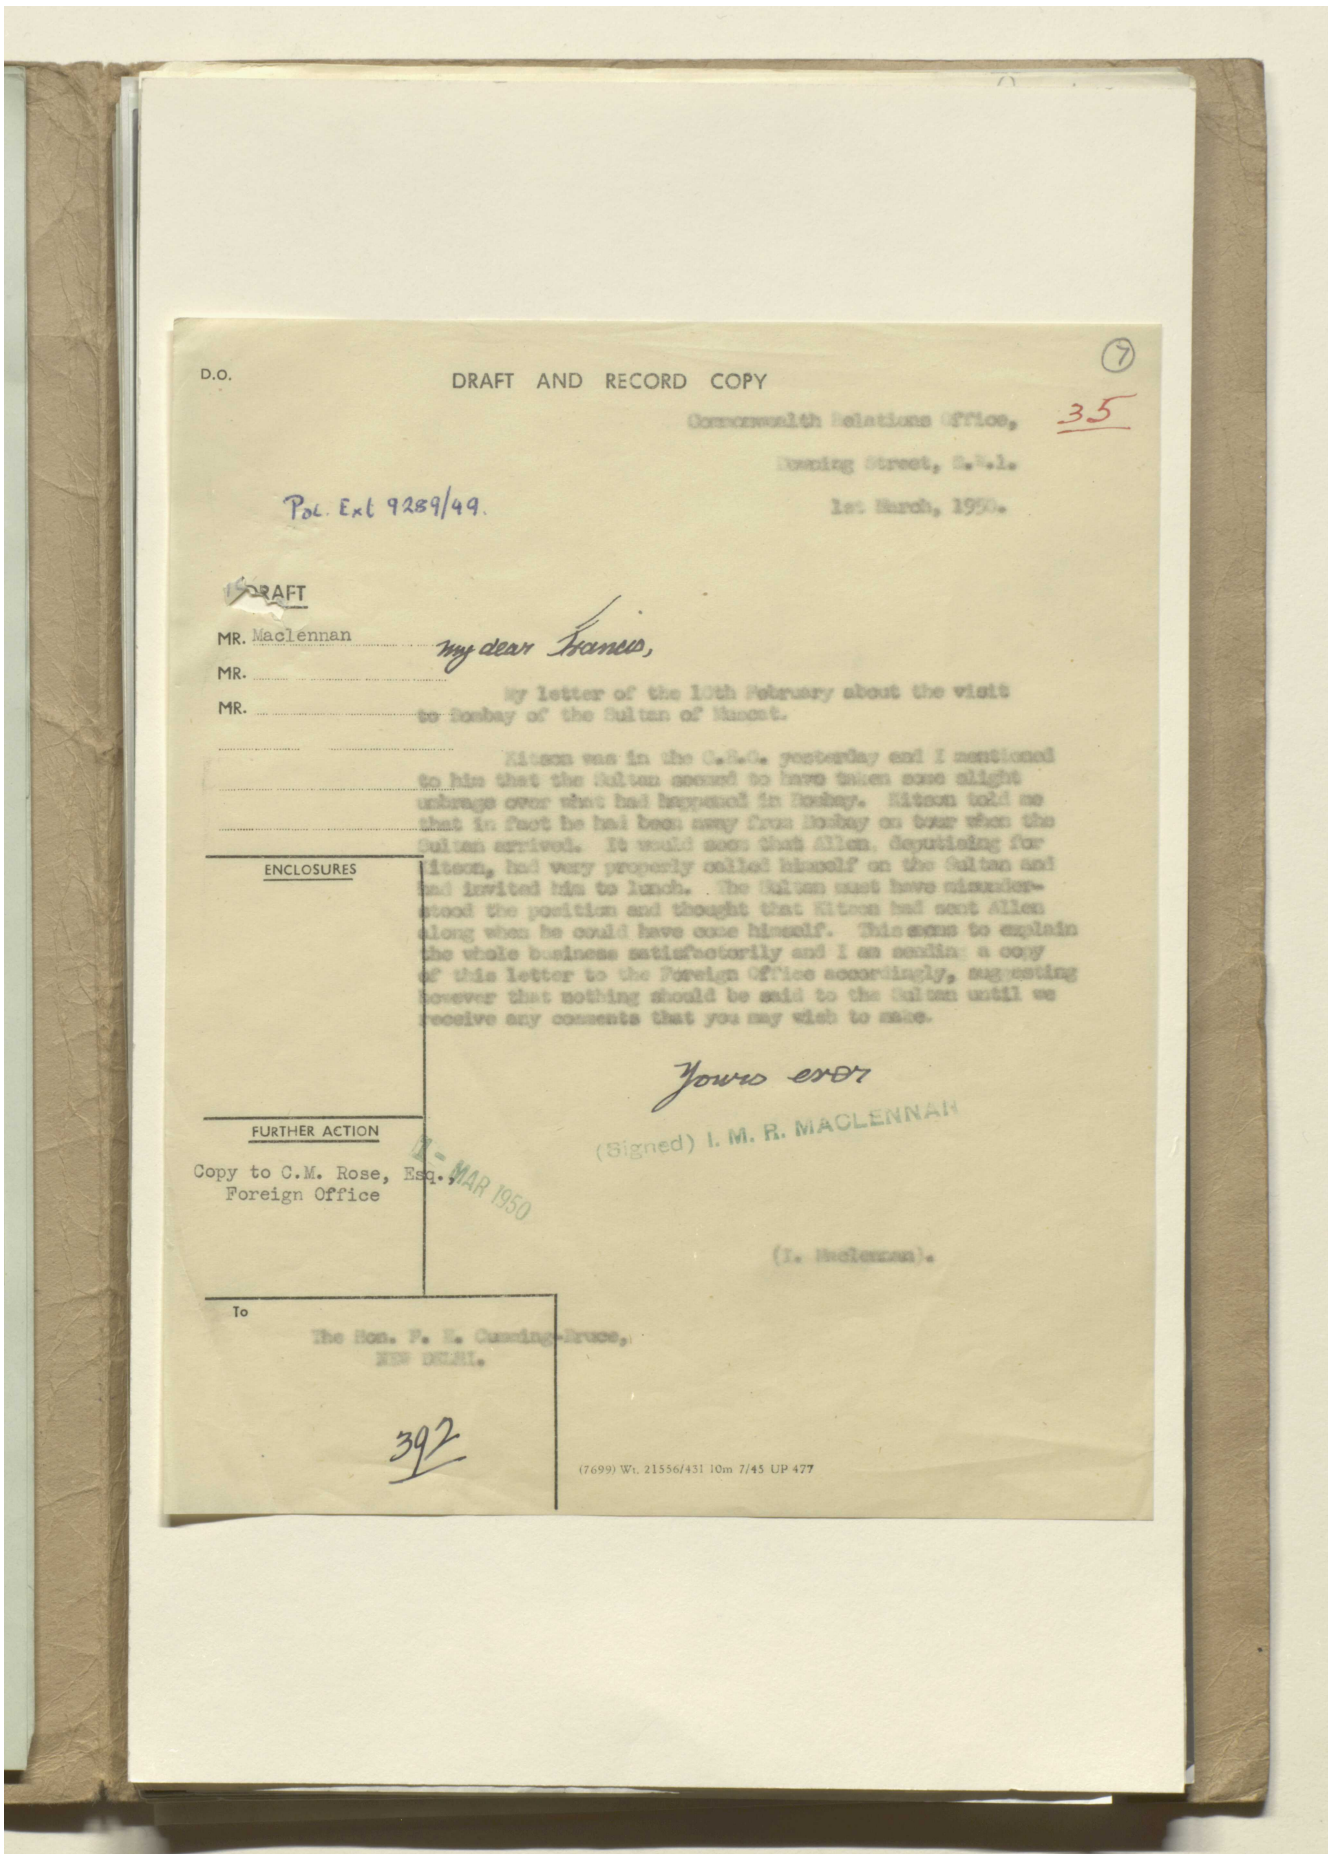 7
D.O.
DRAFT AND RECORD COPY
35
Commonwealth Relations Office,
Downing Street, S.W.1.
1st March, 1950.
Pol. Ext 9289/49.
DRAFT
MR. Maclennan
MR.
MR.
My dear Francis,
My letter of the 10th February about the visit
to Bombay of the Sultan of Muscat.
Kitson was in the C.R.O. yesterday and I mentioned
to him that the Sultan seemed to have taken some slight
umbrage over what had happened in Bombay. Kitson told me
that in fact he had been away from Bombay on tour when the
Sultan arrived. It would seem that Allen, deputising for
Kitson, had very properly called himself on the Sultan and
had invited him to lunch. The Sultan must have misunder-
stood the position and thought that Kitson had sent Allen
along when he could have come himself. This seems to explain
the whole business satisfactorily and I am sending a copy
of this letter to the Foreign Office accordingly, suggesting
however that nothing should be said to the Sultan until we
receive any comments that you may wish to make.
Yours ever
(Signed) I. M. R. MACLENNAN
(I. Maclennan).
ENCLOSURES
FURTHER ACTION
Copy to C.M. Rose, Esq.,
Foreign Office
1 - MAR 1950
To
The Hon. F. E. Cumming-Bruce,
NEW DELHI.
392
(7699) Wt. 21556/431 10m 7/45 UP 477